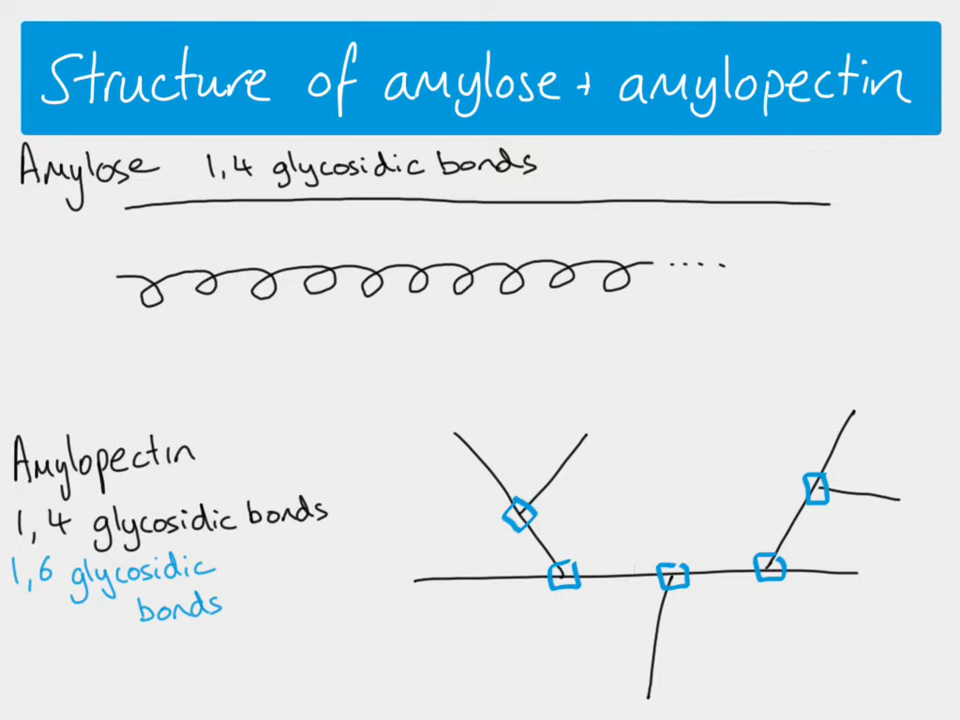 Structure of amylose + amylopectin
Amylose 1,4 glycosidic bonds
Amylopectin
1,4 glycosidic bonds
1,6 glycosidic
bonds